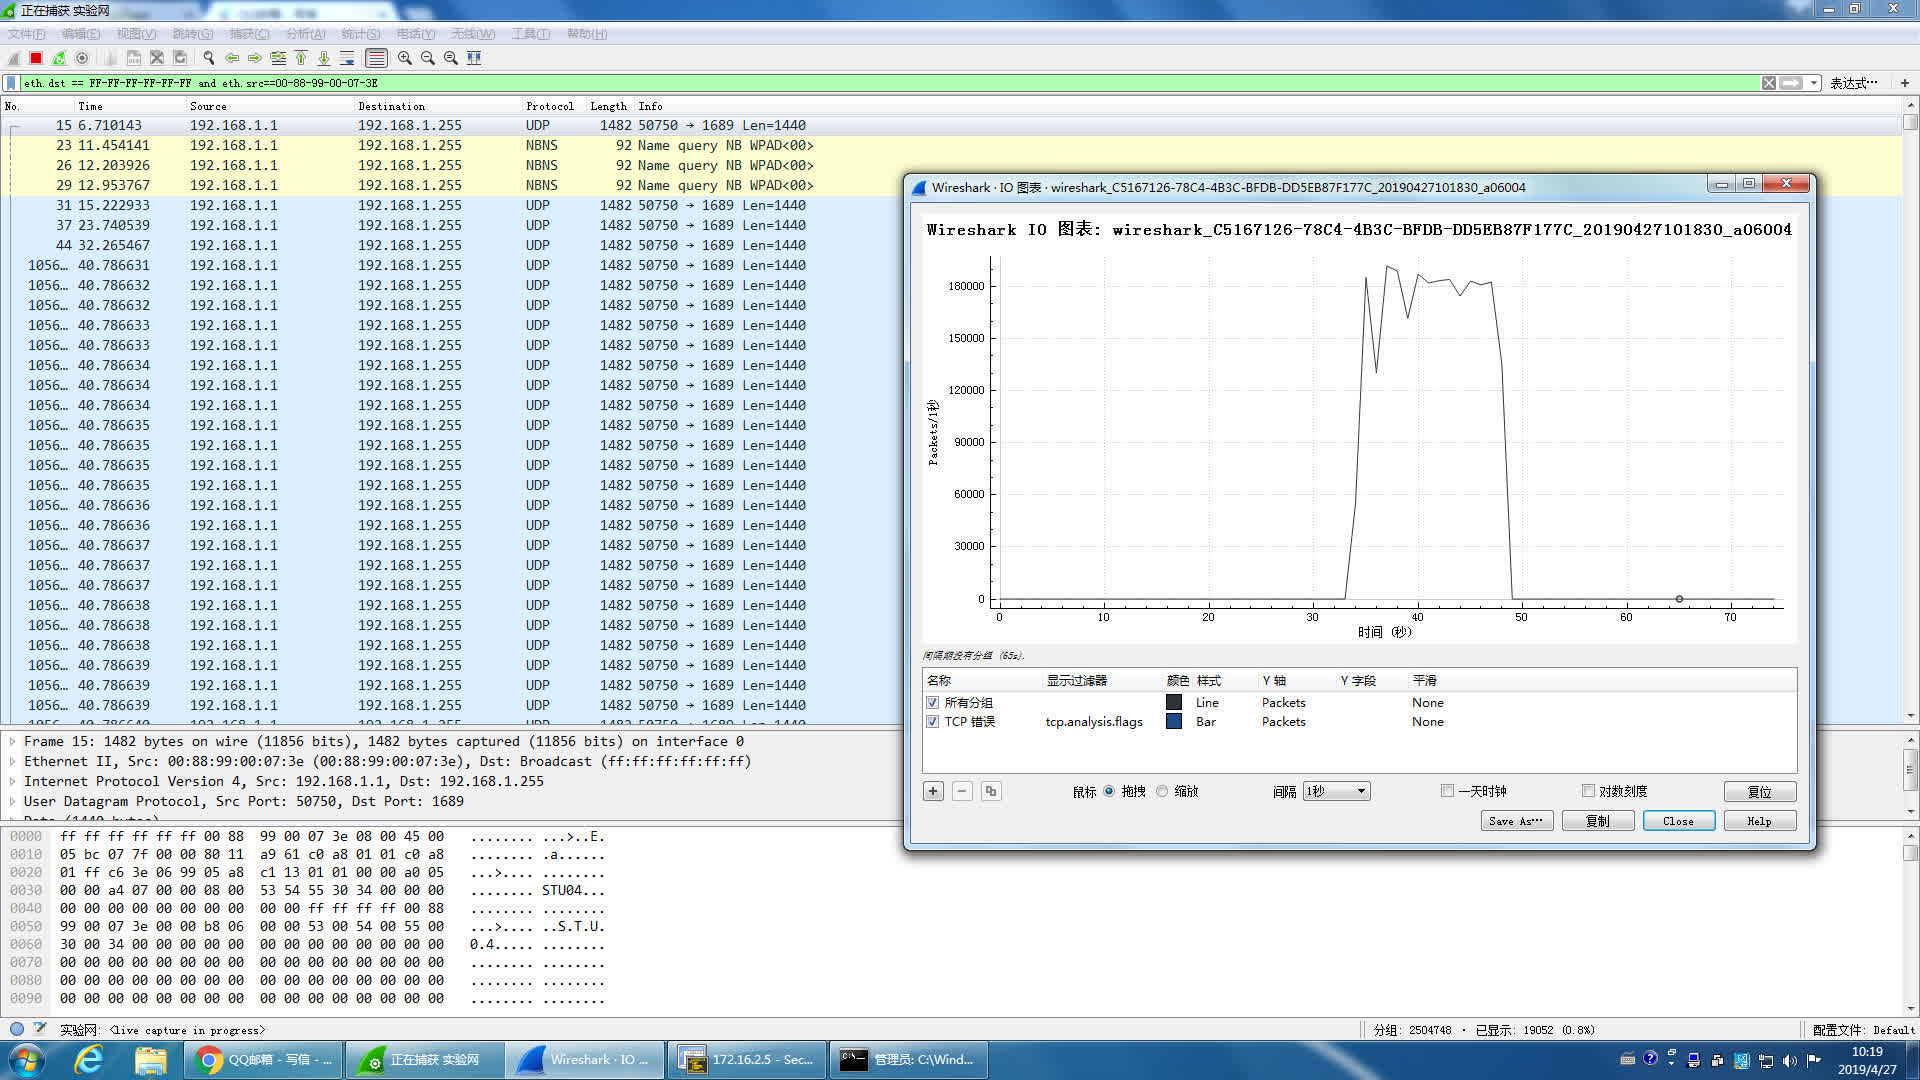 正在捕获 实验网
文件(F) 编辑(E) 视图(V) 跳转(G) 捕获(C) 分析(A) 统计(S) 电话(Y) 无线(W) 工具(T) 帮助(H)
eth.dst == FF-FF-FF-FF-FF-FF and eth.src==00-88-99-00-07-3E
表达式… +
No. Time Source Destination Protocol Length Info
15 6.710143 192.168.1.1 192.168.1.255 UDP 1482 50750 → 1689 Len=1440
23 11.454141 192.168.1.1 192.168.1.255 NBNS 92 Name query NB WPAD<00>
26 12.203926 192.168.1.1 192.168.1.255 NBNS 92 Name query NB WPAD<00>
29 12.953767 192.168.1.1 192.168.1.255 NBNS 92 Name query NB WPAD<00>
31 15.222933 192.168.1.1 192.168.1.255 UDP 1482 50750 → 1689 Len=1440
37 23.740539 192.168.1.1 192.168.1.255 UDP 1482 50750 → 1689 Len=1440
44 32.265467 192.168.1.1 192.168.1.255 UDP 1482 50750 → 1689 Len=1440
1056… 40.786631 192.168.1.1 192.168.1.255 UDP 1482 50750 → 1689 Len=1440
1056… 40.786632 192.168.1.1 192.168.1.255 UDP 1482 50750 → 1689 Len=1440
1056… 40.786632 192.168.1.1 192.168.1.255 UDP 1482 50750 → 1689 Len=1440
1056… 40.786633 192.168.1.1 192.168.1.255 UDP 1482 50750 → 1689 Len=1440
1056… 40.786633 192.168.1.1 192.168.1.255 UDP 1482 50750 → 1689 Len=1440
1056… 40.786634 192.168.1.1 192.168.1.255 UDP 1482 50750 → 1689 Len=1440
1056… 40.786634 192.168.1.1 192.168.1.255 UDP 1482 50750 → 1689 Len=1440
1056… 40.786634 192.168.1.1 192.168.1.255 UDP 1482 50750 → 1689 Len=1440
1056… 40.786635 192.168.1.1 192.168.1.255 UDP 1482 50750 → 1689 Len=1440
1056… 40.786635 192.168.1.1 192.168.1.255 UDP 1482 50750 → 1689 Len=1440
1056… 40.786635 192.168.1.1 192.168.1.255 UDP 1482 50750 → 1689 Len=1440
1056… 40.786635 192.168.1.1 192.168.1.255 UDP 1482 50750 → 1689 Len=1440
1056… 40.786636 192.168.1.1 192.168.1.255 UDP 1482 50750 → 1689 Len=1440
1056… 40.786636 192.168.1.1 192.168.1.255 UDP 1482 50750 → 1689 Len=1440
1056… 40.786637 192.168.1.1 192.168.1.255 UDP 1482 50750 → 1689 Len=1440
1056… 40.786637 192.168.1.1 192.168.1.255 UDP 1482 50750 → 1689 Len=1440
1056… 40.786637 192.168.1.1 192.168.1.255 UDP 1482 50750 → 1689 Len=1440
1056… 40.786638 192.168.1.1 192.168.1.255 UDP 1482 50750 → 1689 Len=1440
1056… 40.786638 192.168.1.1 192.168.1.255 UDP 1482 50750 → 1689 Len=1440
1056… 40.786638 192.168.1.1 192.168.1.255 UDP 1482 50750 → 1689 Len=1440
1056… 40.786639 192.168.1.1 192.168.1.255 UDP 1482 50750 → 1689 Len=1440
1056… 40.786639 192.168.1.1 192.168.1.255 UDP 1482 50750 → 1689 Len=1440
1056… 40.786639 192.168.1.1 192.168.1.255 UDP 1482 50750 → 1689 Len=1440
1056… 40.786640 192.168.1.1 192.168.1.255 UDP 1482 50750 → 1689 Len=1440
Frame 15: 1482 bytes on wire (11856 bits), 1482 bytes captured (11856 bits) on interface 0
Ethernet II, Src: 00:88:99:00:07:3e (00:88:99:00:07:3e), Dst: Broadcast (ff:ff:ff:ff:ff:ff)
Internet Protocol Version 4, Src: 192.168.1.1, Dst: 192.168.1.255
User Datagram Protocol, Src Port: 50750, Dst Port: 1689
Data (1440 bytes)
0000 ff ff ff ff ff ff 00 88 99 00 07 3e 08 00 45 00 ........ ...>..E.
0010 05 bc 07 7f 00 00 80 11 a9 61 c0 a8 01 01 c0 a8 ........ .a......
0020 01 ff c6 3e 06 99 05 a8 c1 13 01 01 00 00 a0 05 ...>.... ........
0030 00 00 a4 07 00 00 08 00 53 54 55 30 34 00 00 00 ........ STU04...
0040 00 00 00 00 00 00 00 00 00 00 ff ff ff ff 00 88 ........ ........
0050 99 00 07 3e 00 00 b8 06 00 00 53 00 54 00 55 00 ...>.... ..S.T.U.
0060 30 00 34 00 00 00 00 00 00 00 00 00 00 00 00 00 0.4..... ........
0070 00 00 00 00 00 00 00 00 00 00 00 00 00 00 00 00 ........ ........
0080 00 00 00 00 00 00 00 00 00 00 00 00 00 00 00 00 ........ ........
0090 00 00 00 00 00 00 00 00 00 00 00 00 00 00 00 00 ........ ........
实验网: <live capture in progress>
分组: 2504748 · 已显示: 19052 (0.8%)
配置文件: Default
Wireshark · IO 图表 · wireshark_C5167126-78C4-4B3C-BFDB-DD5EB87F177C_20190427101830_a06004
Wireshark IO 图表: wireshark_C5167126-78C4-4B3C-BFDB-DD5EB87F177C_20190427101830_a06004
Packets/1秒
180000
150000
120000
90000
60000
30000
0
0 10 20 30 40 50 60 70
时间 (秒)
间隔期没有分组 (65s).
名称 显示过滤器 颜色 样式 Y 轴 Y 字段 平滑
所有分组 Line Packets None
TCP 错误 tcp.analysis.flags Bar Packets None
鼠标 拖拽 缩放 间隔 1秒 一天时钟 对数刻度 复位
Save As… 复制 Close Help
QQ邮箱 - 写信 - ...
正在捕获 实验网
Wireshark · IO ...
172.16.2.5 - Sec...
管理员: C:\Wind...
10:19
2019/4/27